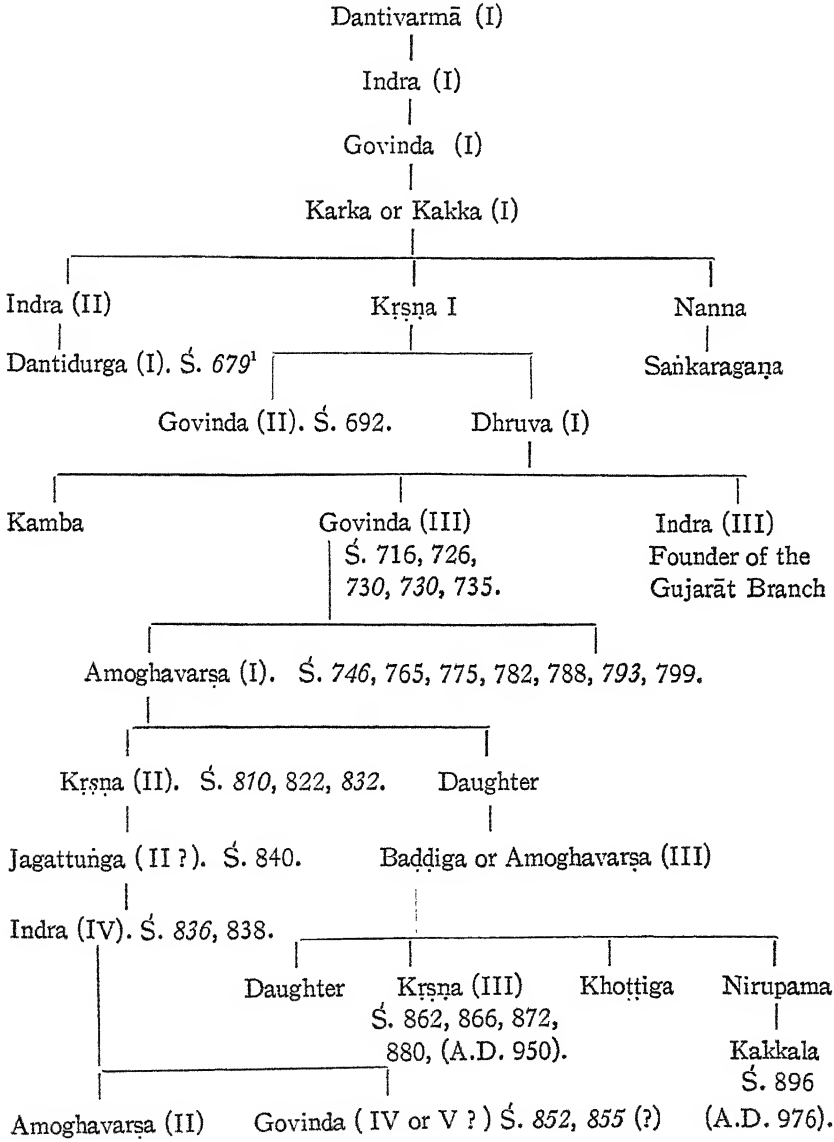 Dantivarmā (I)
Indra (I)
Govinda (I)
Karka or Kakka (I)
Indra (II) Kṛṣṇa I Nanna
Dantidurga (I). Ś. 679¹ Saṅkaragaṇa
Govinda (II). Ś. 692. Dhruva (I)
Kamba Govinda (III) Indra (III)
Ś. 716, 726, Founder of the
730, 730, 735. Gujarāt Branch
Amoghavarṣa (I). Ś. 746, 765, 775, 782, 788, 793, 799.
Kṛṣṇa (II). Ś. 810, 822, 832. Daughter
Jagattuṅga (II ?). Ś. 840. Baḍḍiga or Amoghavarṣa (III)
Indra (IV). Ś. 836, 838.
Daughter Kṛṣṇa (III) Khoṭṭiga Nirupama
Ś. 862, 866, 872,
880, (A.D. 950). Kakkala
Ś. 896
Amoghavarṣa (II) Govinda ( IV or V ? ) Ś. 852, 855 (?) (A.D. 976).